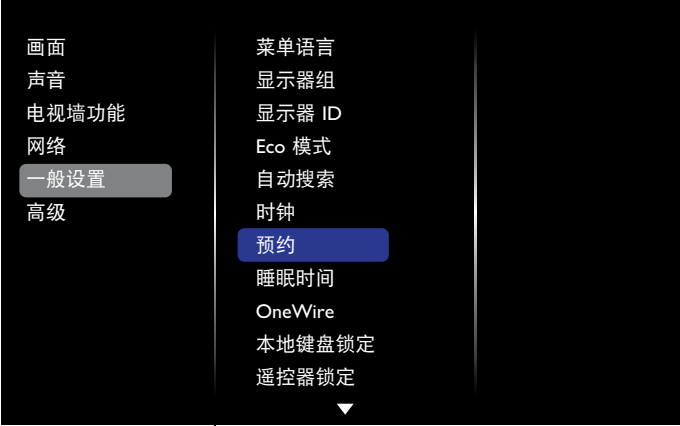 画面
声音
电视墙功能
网络
一般设置
高级
菜单语言
显示器组
显示器 ID
Eco 模式
自动搜索
时钟
预约
睡眠时间
OneWire
本地键盘锁定
遥控器锁定